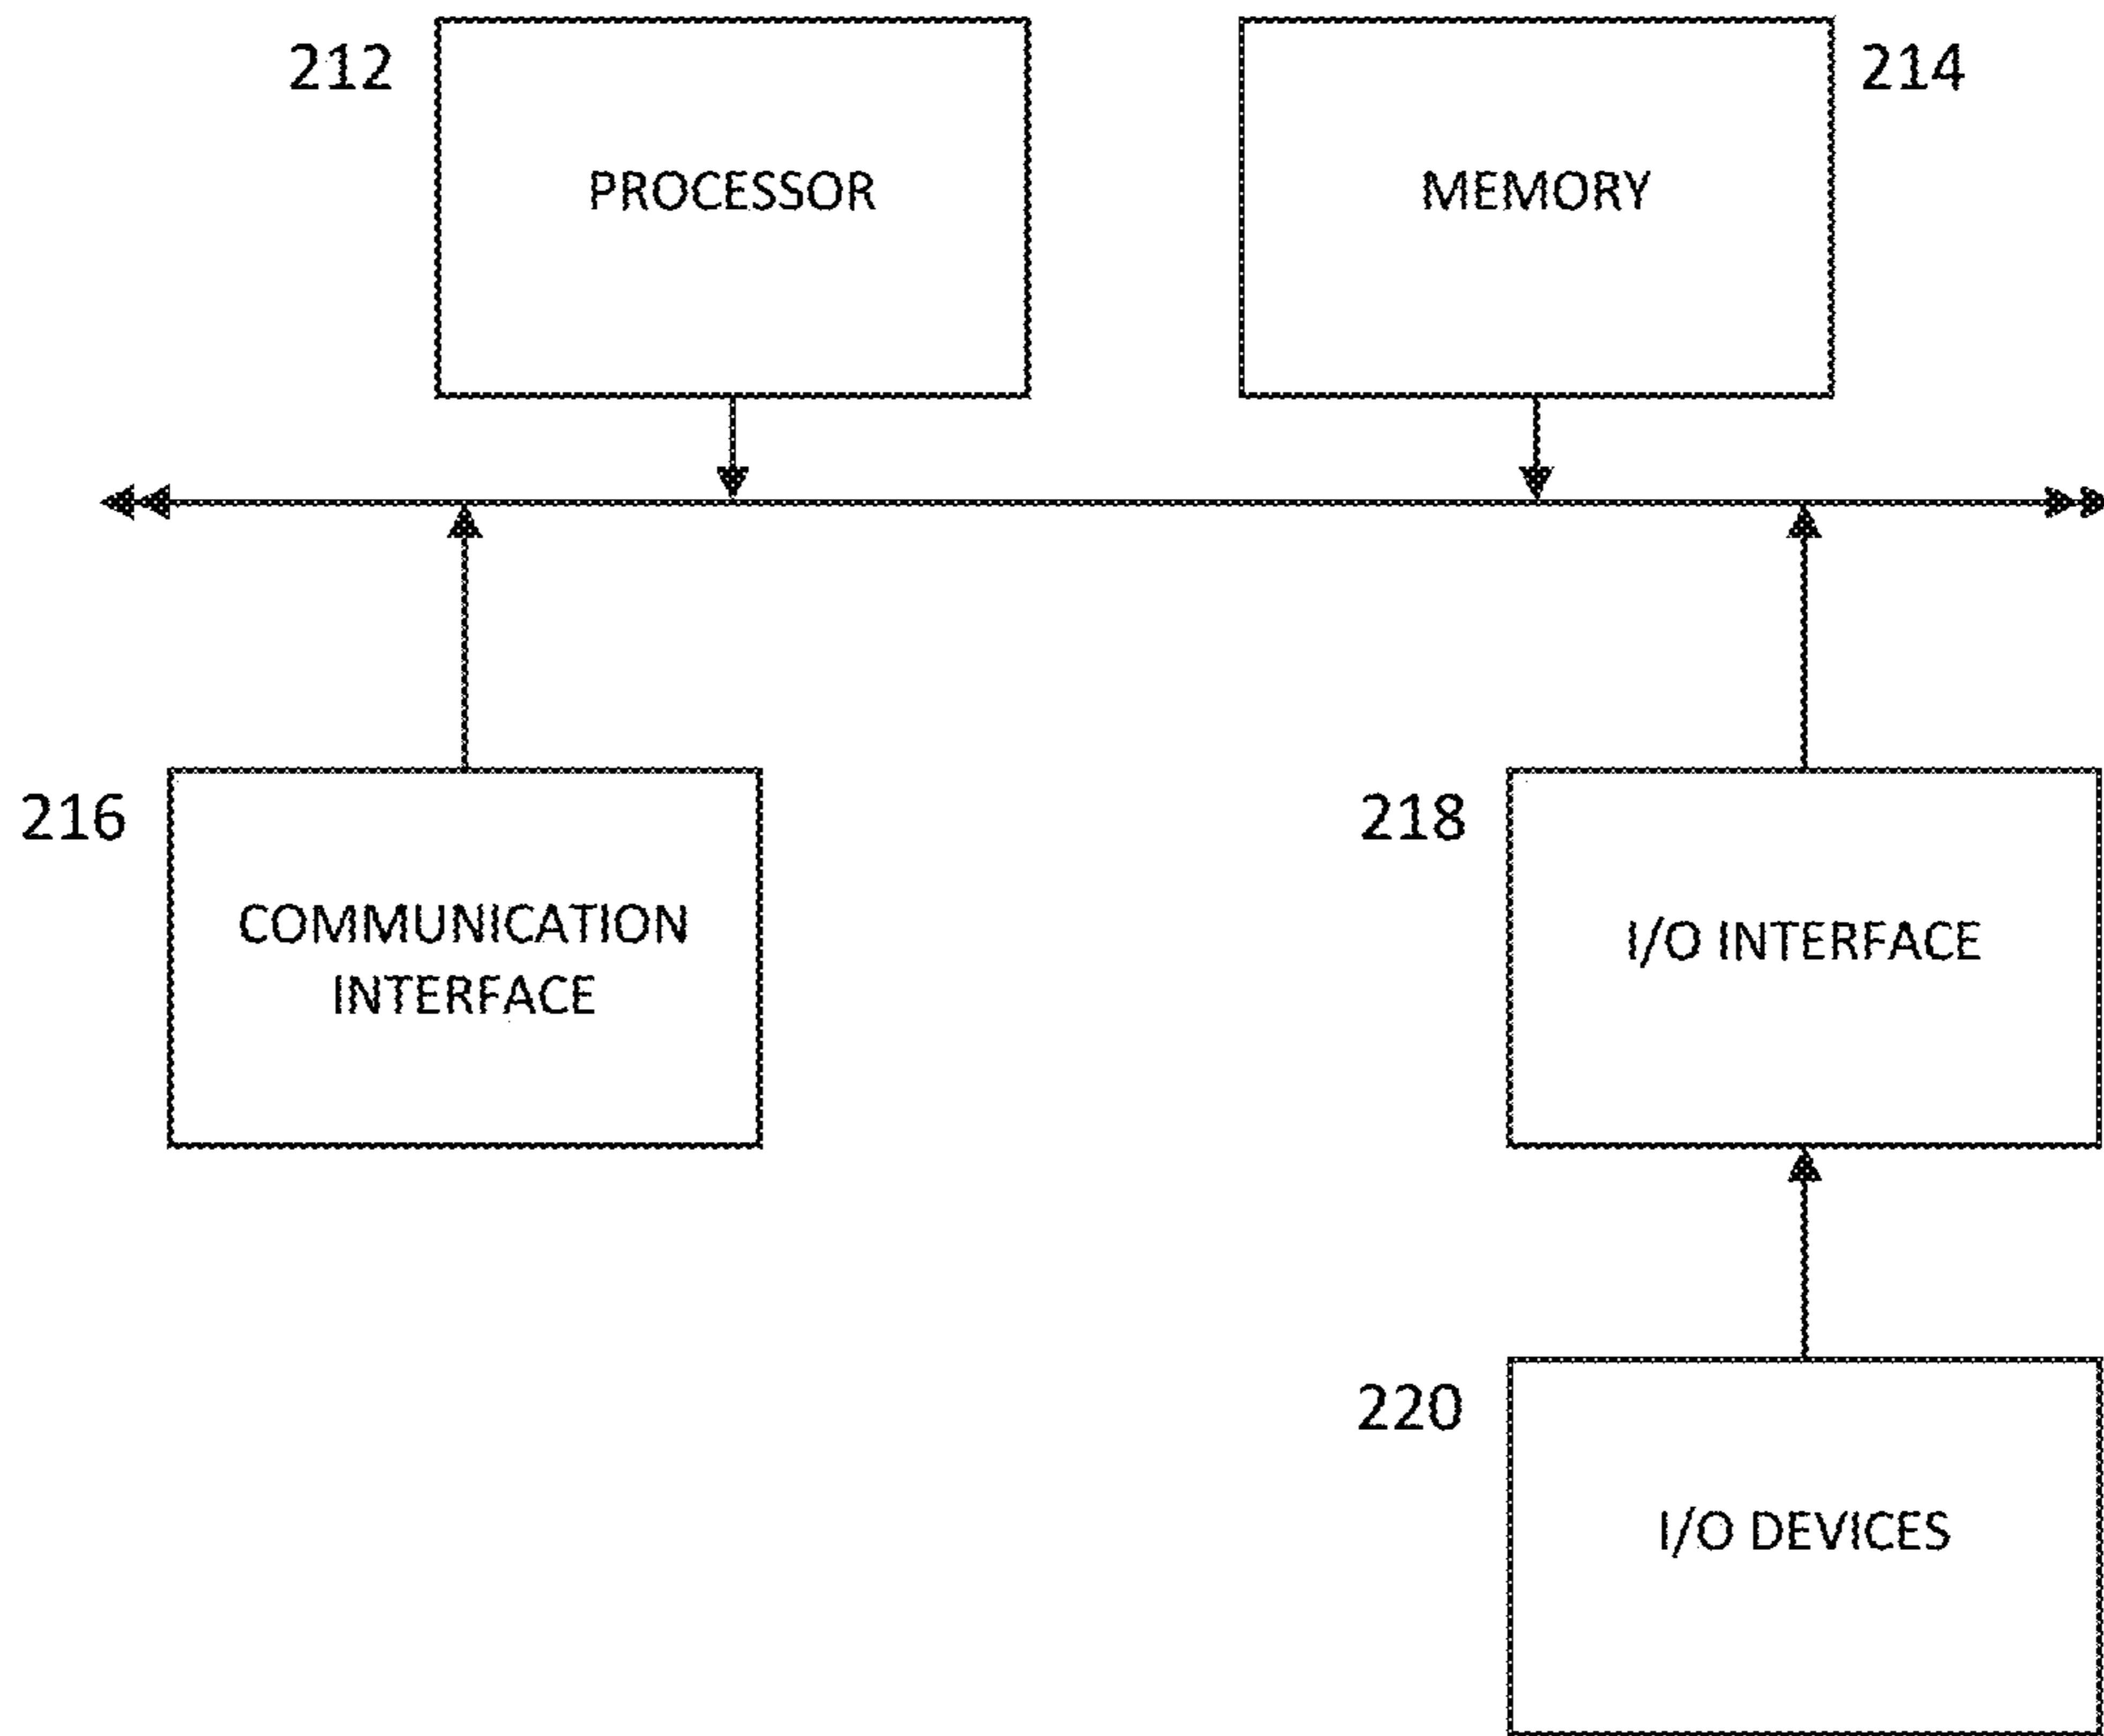 212
PROCESSOR
MEMORY
214
216
COMMUNICATION
INTERFACE
218
I/O INTERFACE
220
I/O DEVICES